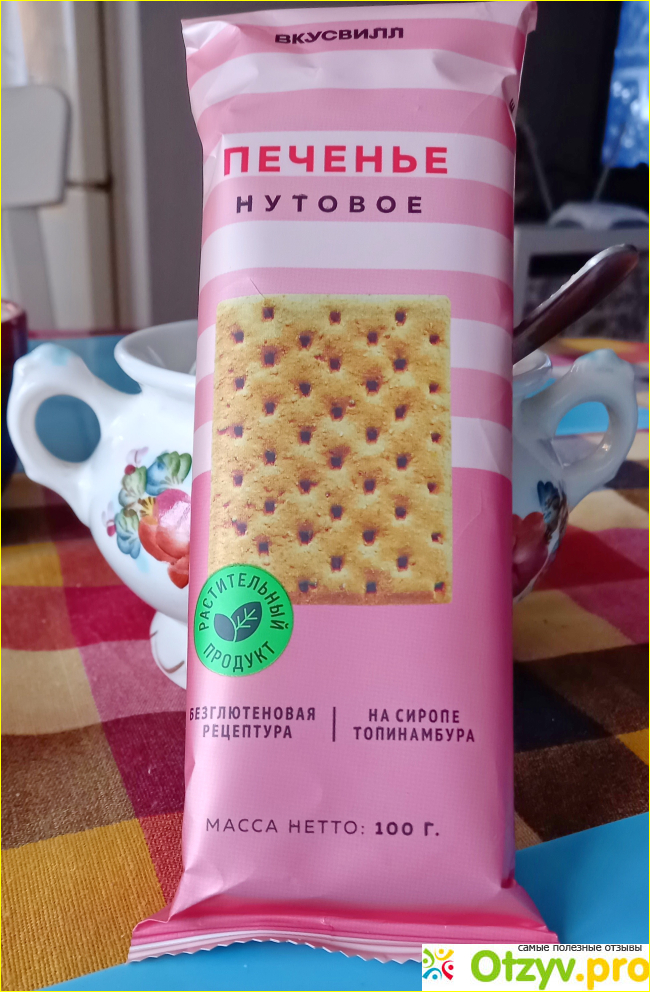 ВКУСВИЛЛ
ПЕЧЕНЬЕ
НУТОВОЕ
РАСТИТЕЛЬНЫЙ
ПРОДУКТ
БЕЗГЛЮТЕНОВАЯ
РЕЦЕПТУРА
НА СИРОПЕ
ТОПИНАМБУРА
МАССА НЕТТО: 100 Г.
самые полезные отзывы
Otzyv.pro